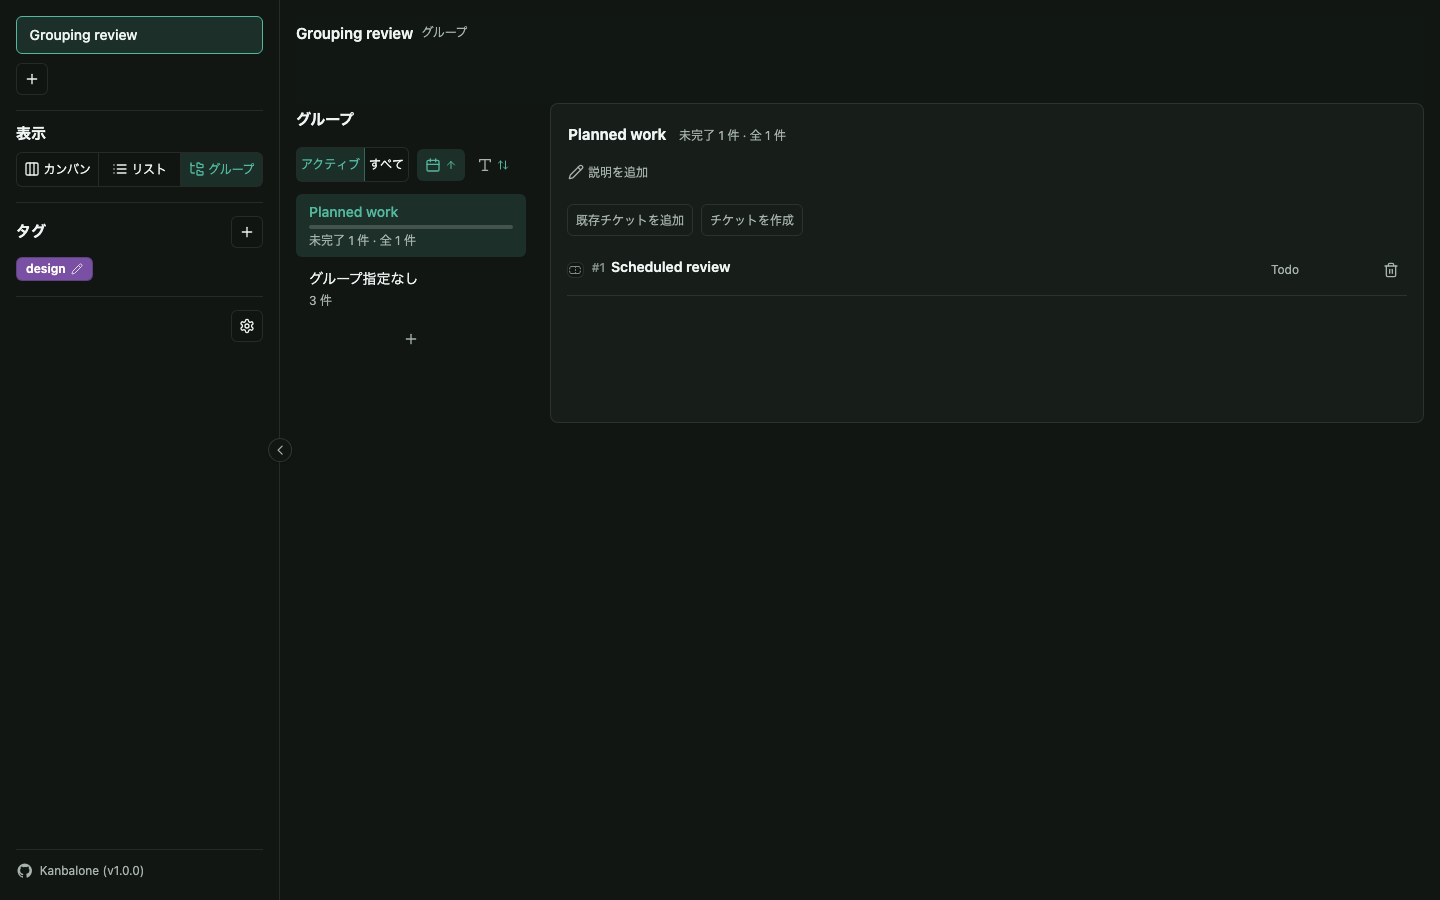 Grouping review
表示
カンバン
リスト
グループ
タグ
design
Kanbalone (v1.0.0)
Grouping review グループ
グループ
アクティブ すべて
Planned work
未完了 1 件 · 全 1 件
グループ指定なし
3 件
Planned work 未完了 1 件 · 全 1 件
説明を追加
既存チケットを追加 チケットを作成
#1 Scheduled review Todo